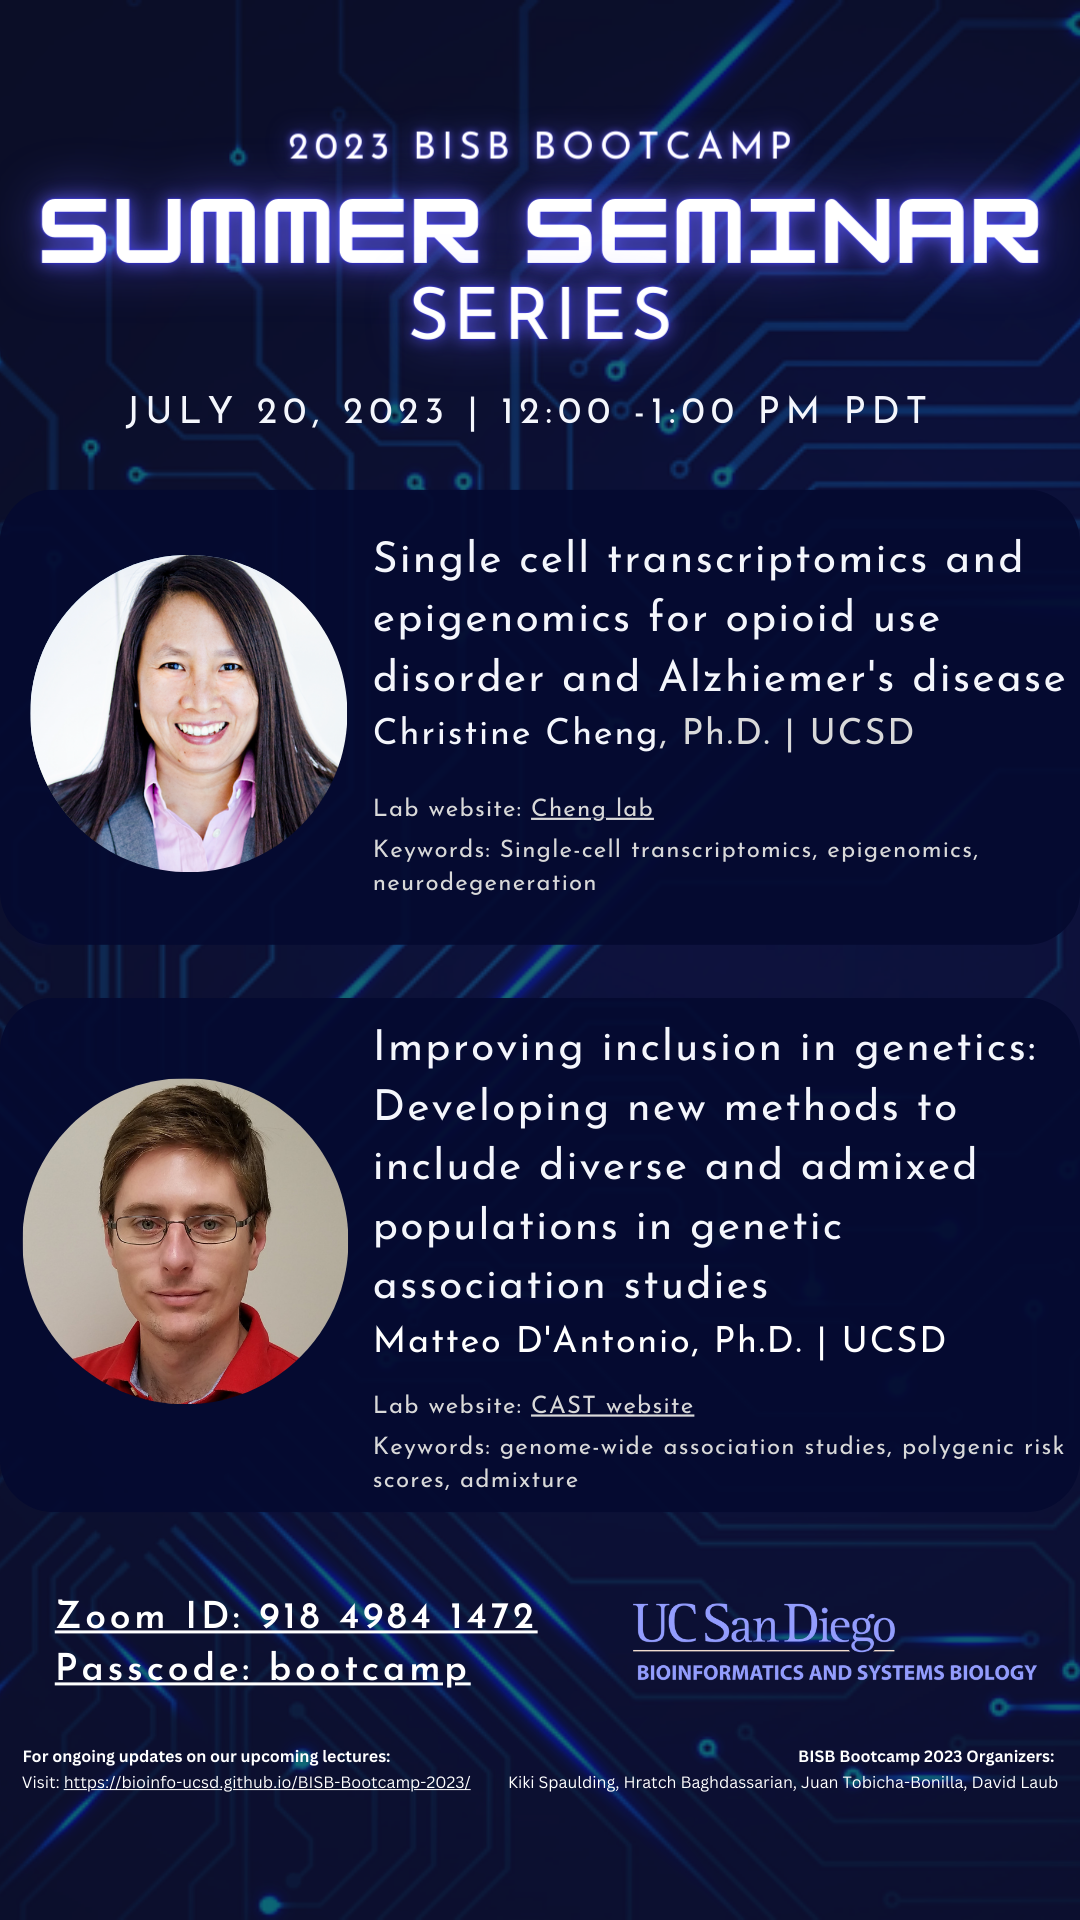 2023 BISB BOOTCAMP
SUMMER SEMINAR
SERIES
JULY 20, 2023 | 12:00 -1:00 PM PDT
Single cell transcriptomics and
epigenomics for opioid use
disorder and Alzhiemer's disease
Christine Cheng, Ph.D. | UCSD
Lab website: Cheng lab
Keywords: Single-cell transcriptomics, epigenomics,
neurodegeneration
Improving inclusion in genetics:
Developing new methods to
include diverse and admixed
populations in genetic
association studies
Matteo D'Antonio, Ph.D. | UCSD
Lab website: CAST website
Keywords: genome-wide association studies, polygenic risk
scores, admixture
Zoom ID: 918 4984 1472
Passcode: bootcamp
UC San Diego
BIOINFORMATICS AND SYSTEMS BIOLOGY
For ongoing updates on our upcoming lectures:
Visit: https://bioinfo-ucsd.github.io/BISB-Bootcamp-2023/
BISB Bootcamp 2023 Organizers:
Kiki Spaulding, Hratch Baghdassarian, Juan Tobicha-Bonilla, David Laub